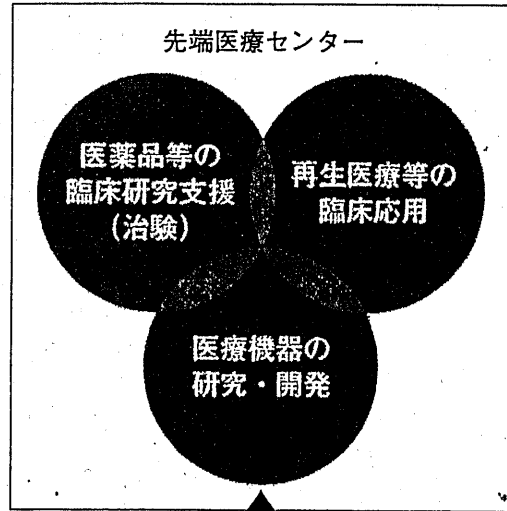 先端医療センター
医薬品等の
臨床研究支援
(治験)
再生医療等の
臨床応用
医療機器の
研究・開発